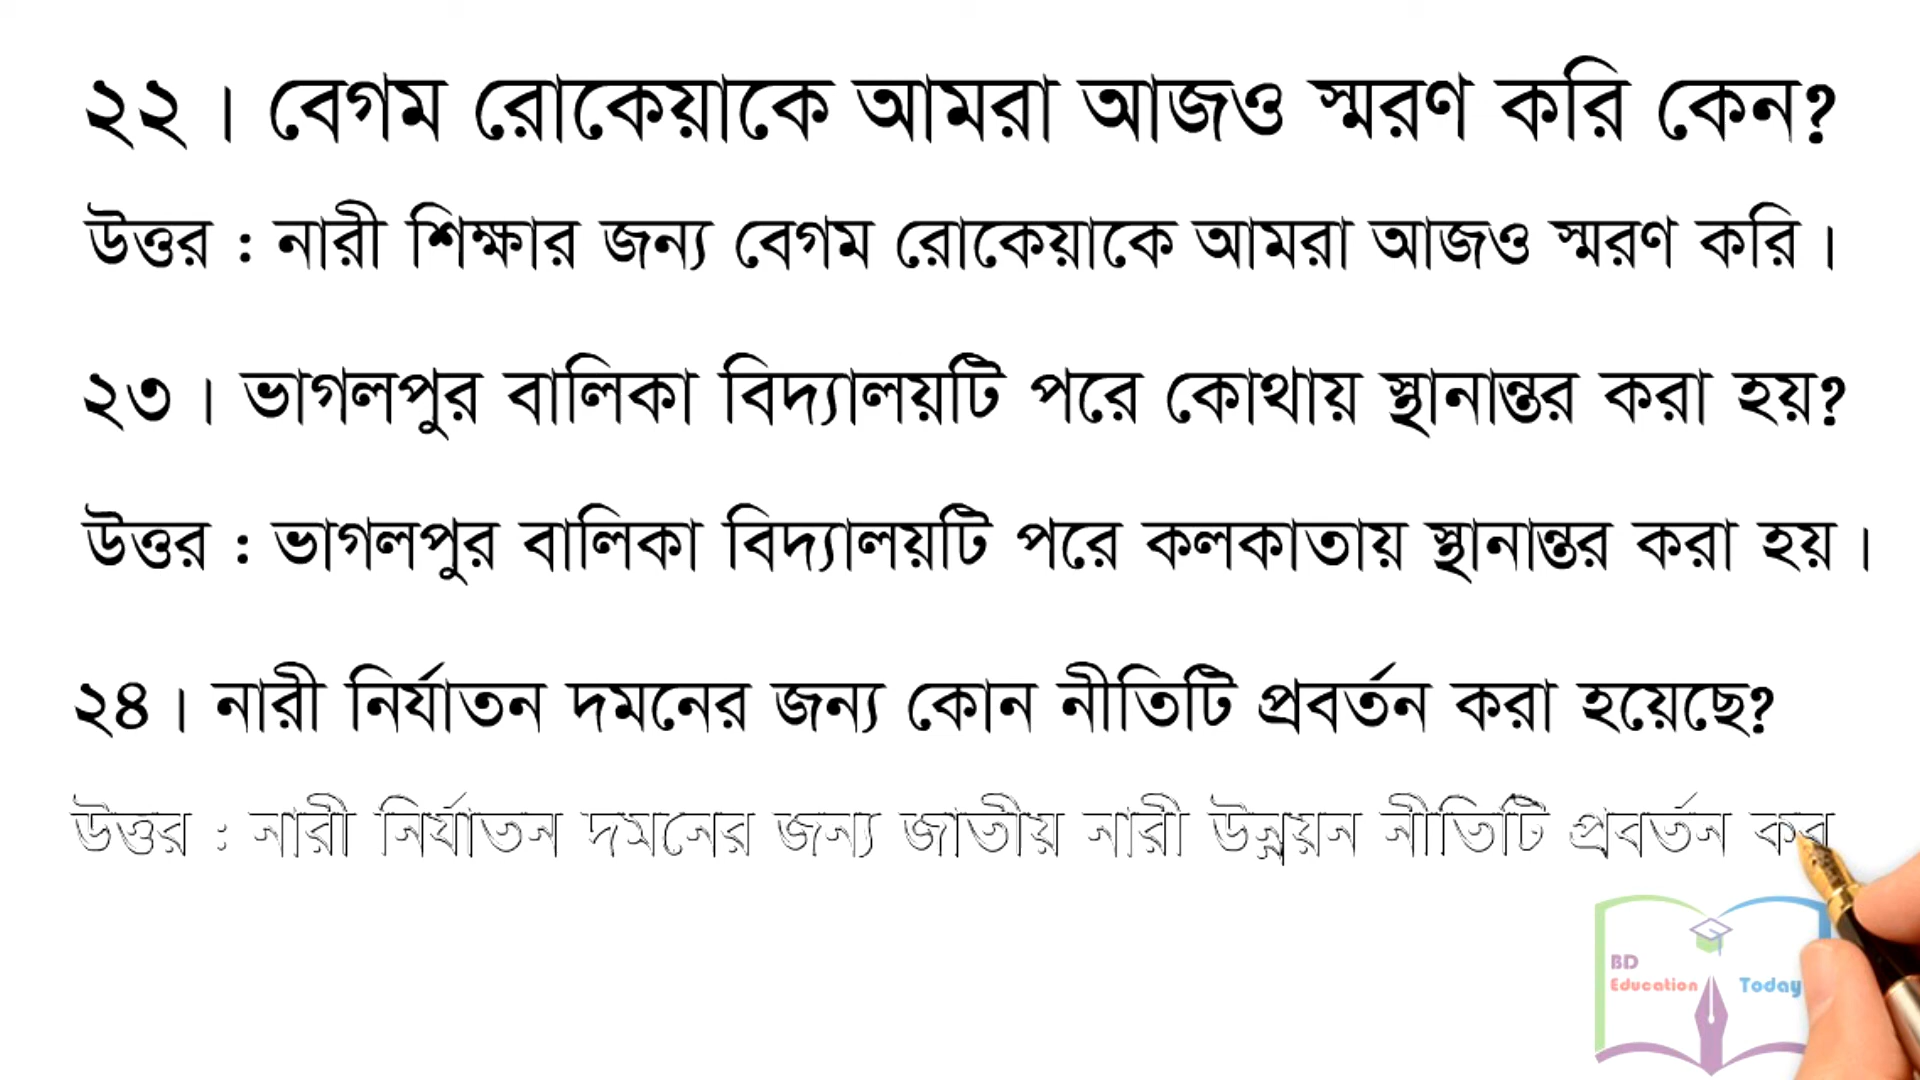 ২২। বেগম রোকেয়াকে আমরা আজও স্মরণ করি কেন?
উত্তর : নারী শিক্ষার জন্য বেগম রোকেয়াকে আমরা আজও স্মরণ করি।
২৩। ভাগলপুর বালিকা বিদ্যালয়টি পরে কোথায় স্থানান্তর করা হয়?
উত্তর : ভাগলপুর বালিকা বিদ্যালয়টি পরে কলকাতায় স্থানান্তর করা হয়।
২৪। নারী নির্যাতন দমনের জন্য কোন নীতিটি প্রবর্তন করা হয়েছে?
উত্তর : নারী নির্যাতন দমনের জন্য জাতীয় নারী উন্নয়ন নীতিটি প্রবর্তন
BD
Education Today